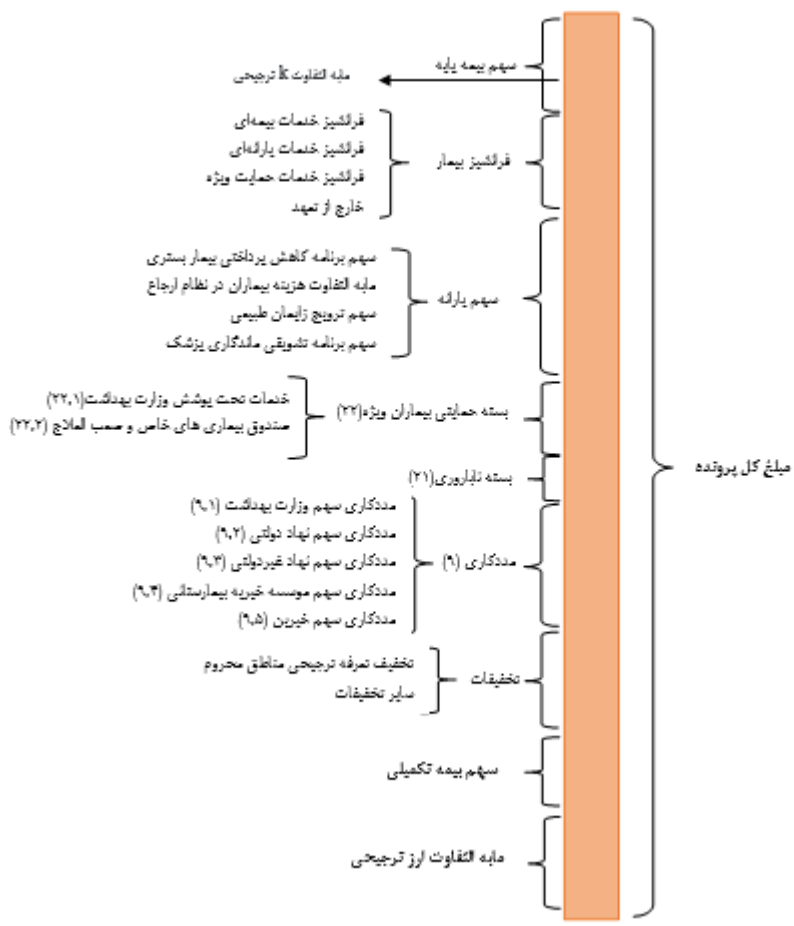 مبلغ کل پرونده
سهم بیمه پایه
مابه التفاوت k ترجیحی
فرانشیز بیمار
فرانشیز خدمات بیمه‌ای
فرانشیز خدمات یارانه‌ای
فرانشیز خدمات حمایت ویژه
خارج از تعهد
سهم یارانه
سهم برنامه کاهش پرداختی بیمار بستری
مابه التفاوت هزینه بیماران در نظام ارجاع
سهم ترویج زایمان طبیعی
سهم برنامه تشویقی ماندگاری پزشک
بسته حمایتی بیماران ویژه(۲۲)
خدمات تحت پوشش وزارت بهداشت(۲۲,۱)
صندوق بیماری های خاص و صعب العلاج (۲۲,۲)
بسته ناباروری(۲۱)
مددکاری (۹)
مددکاری سهم وزارت بهداشت (۹,۱)
مددکاری سهم نهاد دولتی (۹,۲)
مددکاری سهم نهاد غیردولتی (۹,۳)
مددکاری سهم موسسه خیریه بیمارستانی (۹,۴)
مددکاری سهم خیرین (۹,۵)
تخفیفات
تخفیف تعرفه ترجیحی مناطق محروم
سایر تخفیفات
سهم بیمه تکمیلی
مابه التفاوت ارز ترجیحی